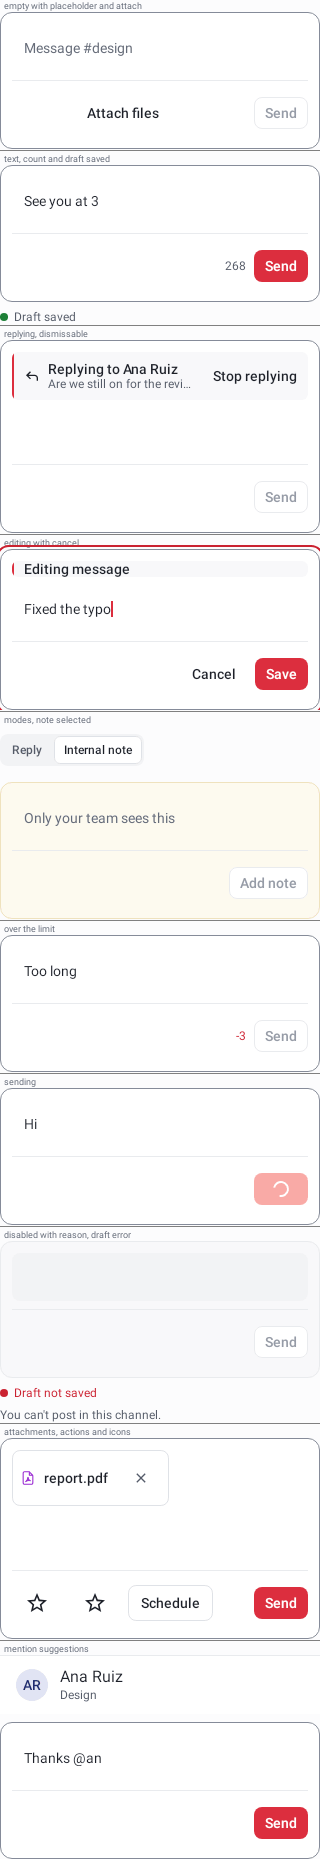 empty with placeholder and attach
Message #design
Attach files
Send
text, count and draft saved
See you at 3
268
Send
Draft saved
replying, dismissable
Replying to Ana Ruiz
Are we still on for the revi…
Stop replying
Send
editing with cancel
Editing message
Fixed the typo
Cancel
Save
modes, note selected
Reply
Internal note
Only your team sees this
Add note
over the limit
Too long
-3
Send
sending
Hi
disabled with reason, draft error
Send
Draft not saved
You can't post in this channel.
attachments, actions and icons
report.pdf
Schedule
Send
mention suggestions
AR
Ana Ruiz
Design
Thanks @an
Send